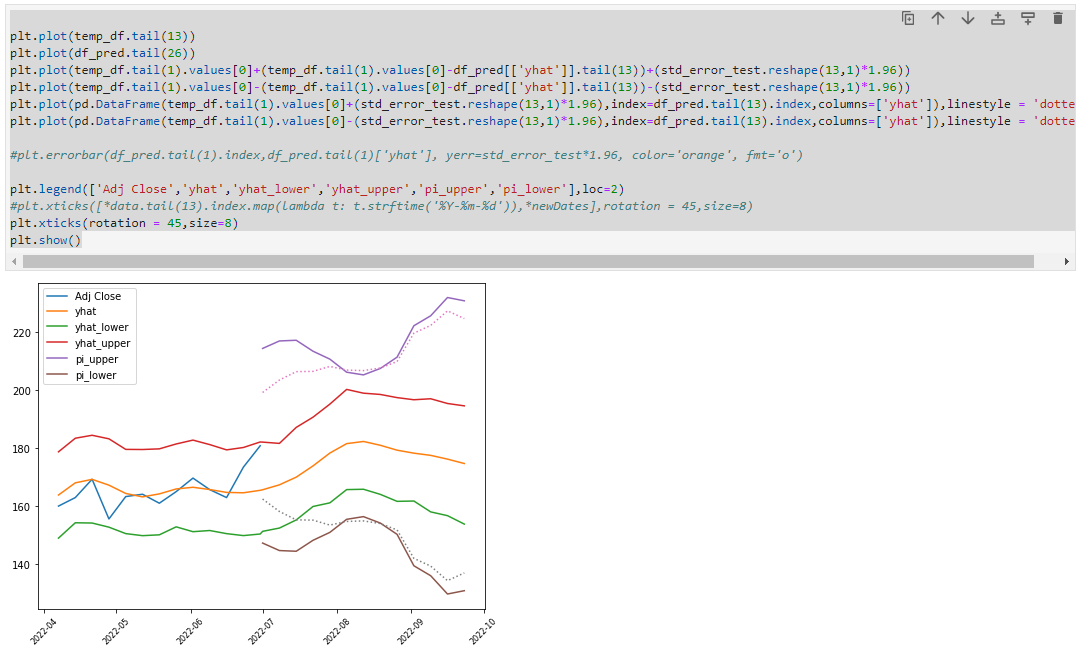 plt.plot(temp_df.tail(13))
plt.plot(df_pred.tail(26))
plt.plot(temp_df.tail(1).values[0]+(temp_df.tail(1).values[0]-df_pred[['yhat']].tail(13))+(std_error_test.reshape(13,1)*1.96))
plt.plot(temp_df.tail(1).values[0]-(temp_df.tail(1).values[0]-df_pred[['yhat']].tail(13))-(std_error_test.reshape(13,1)*1.96))
plt.plot(pd.DataFrame(temp_df.tail(1).values[0]+(std_error_test.reshape(13,1)*1.96),index=df_pred.tail(13).index,columns=['yhat']),linestyle = 'dotte
plt.plot(pd.DataFrame(temp_df.tail(1).values[0]-(std_error_test.reshape(13,1)*1.96),index=df_pred.tail(13).index,columns=['yhat']),linestyle = 'dotte
#plt.errorbar(df_pred.tail(1).index,df_pred.tail(1)['yhat'], yerr=std_error_test*1.96, color='orange', fmt='o')
plt.legend(['Adj Close','yhat','yhat_lower','yhat_upper','pi_upper','pi_lower'],loc=2)
#plt.xticks([*data.tail(13).index.map(lambda t: t.strftime('%Y-%m-%d')),*newDates],rotation = 45,size=8)
plt.xticks(rotation = 45,size=8)
plt.show()
Adj Close
yhat
yhat_lower
yhat_upper
pi_upper
pi_lower
220
200
180
160
140
2022-04
2022-05
2022-06
2022-07
2022-08
2022-09
2022-10